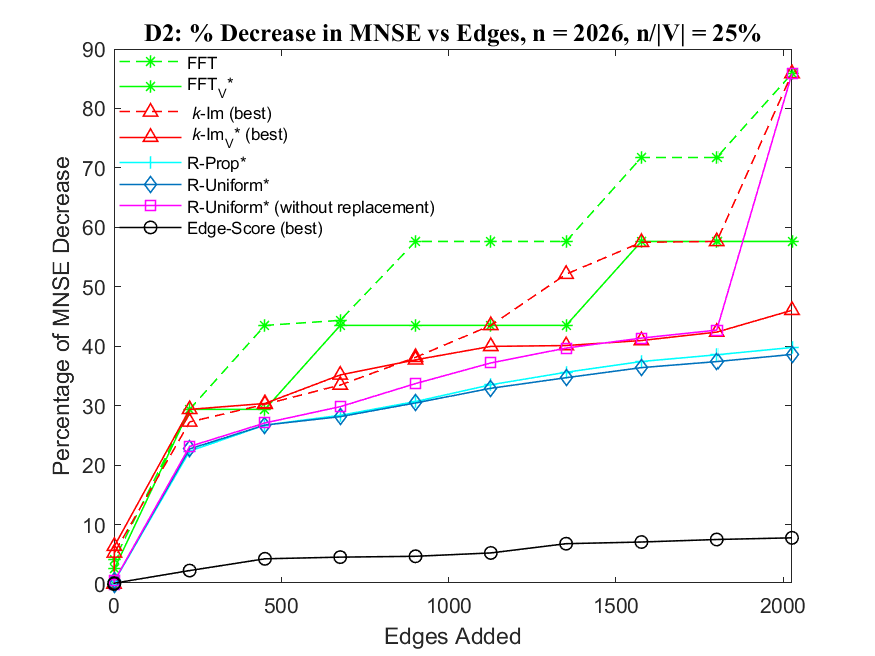 D2: % Decrease in MNSE vs Edges, n = 2026, n/|V| = 25%
Percentage of MNSE Decrease
90
80
70
60
50
40
30
20
10
0
FFT
FFT_V*
k-Im (best)
k-Im_V* (best)
R-Prop*
R-Uniform*
R-Uniform* (without replacement)
Edge-Score (best)
0 500 1000 1500 2000
Edges Added